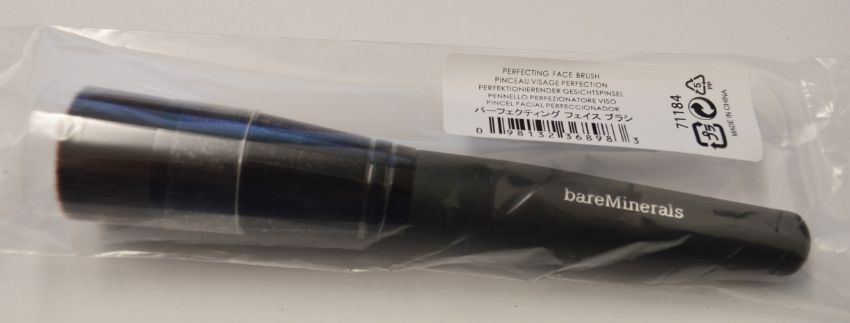 PERFECTING FACE BRUSH
PINCEAU VISAGE PERFECTION
PERFEKTIONIERENDER GESICHTSPINSEL
PENNELLO PERFEZIONATORE VISO
PINCEL FACIAL PERFECCIONADOR
パーフェクティング フェイス ブラシ
0 98132 36898 3
71184
5
PP
MADE IN CHINA
bareMinerals